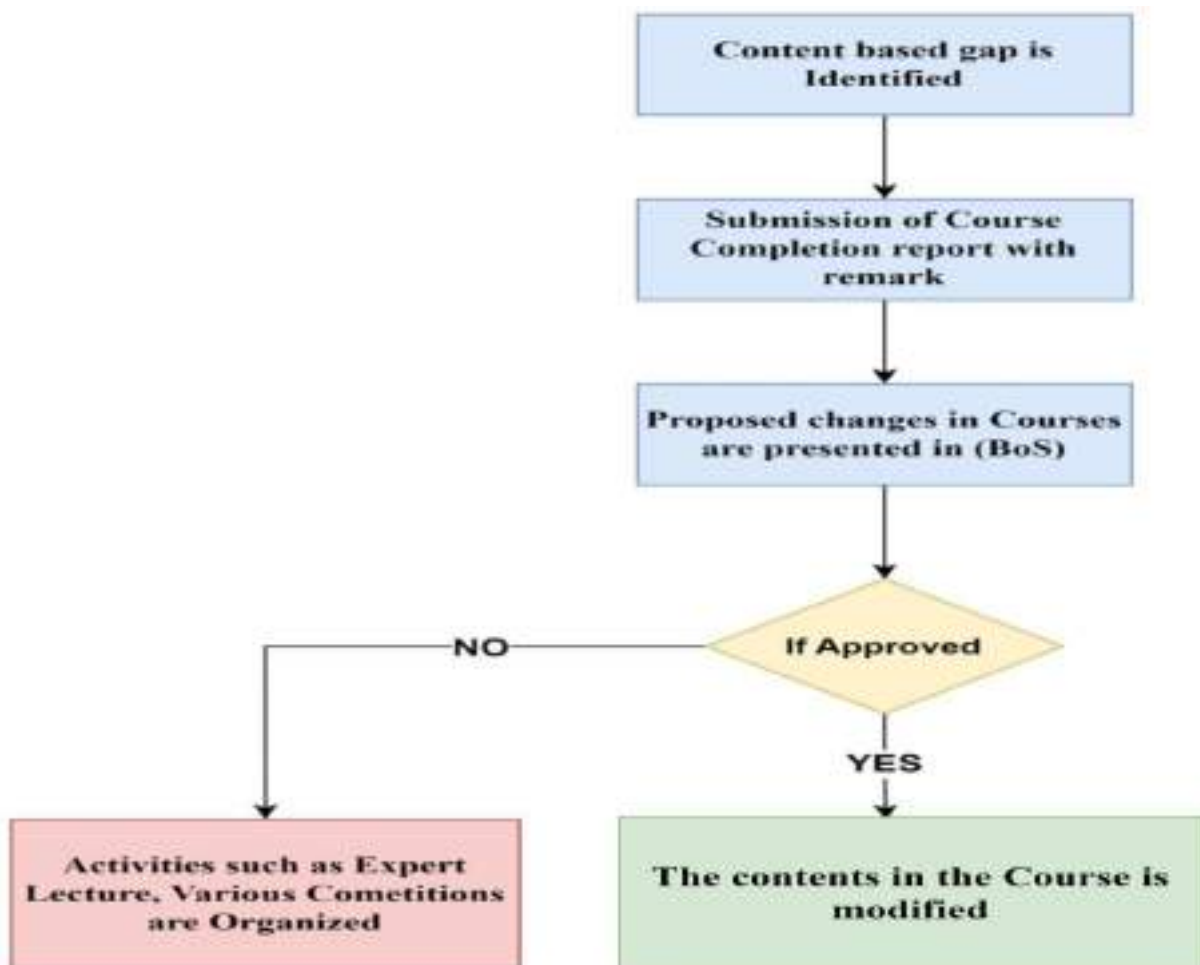 Content based gap is
Identified
Submission of Course
Completion report with
remark
Proposed changes in Courses
are presented in (BoS)
If Approved
NO
YES
Activities such as Expert
Lecture, Various Cometitions
are Organized
The contents in the Course is
modified